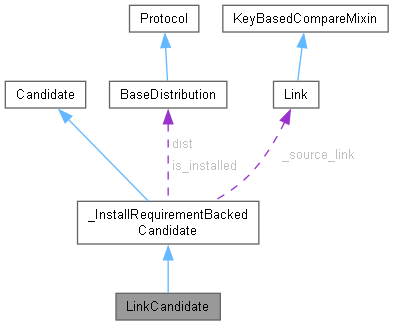 Protocol
KeyBasedCompareMixin
Candidate
BaseDistribution
Link
dist
is_installed
_source_link
_InstallRequirementBacked
Candidate
LinkCandidate